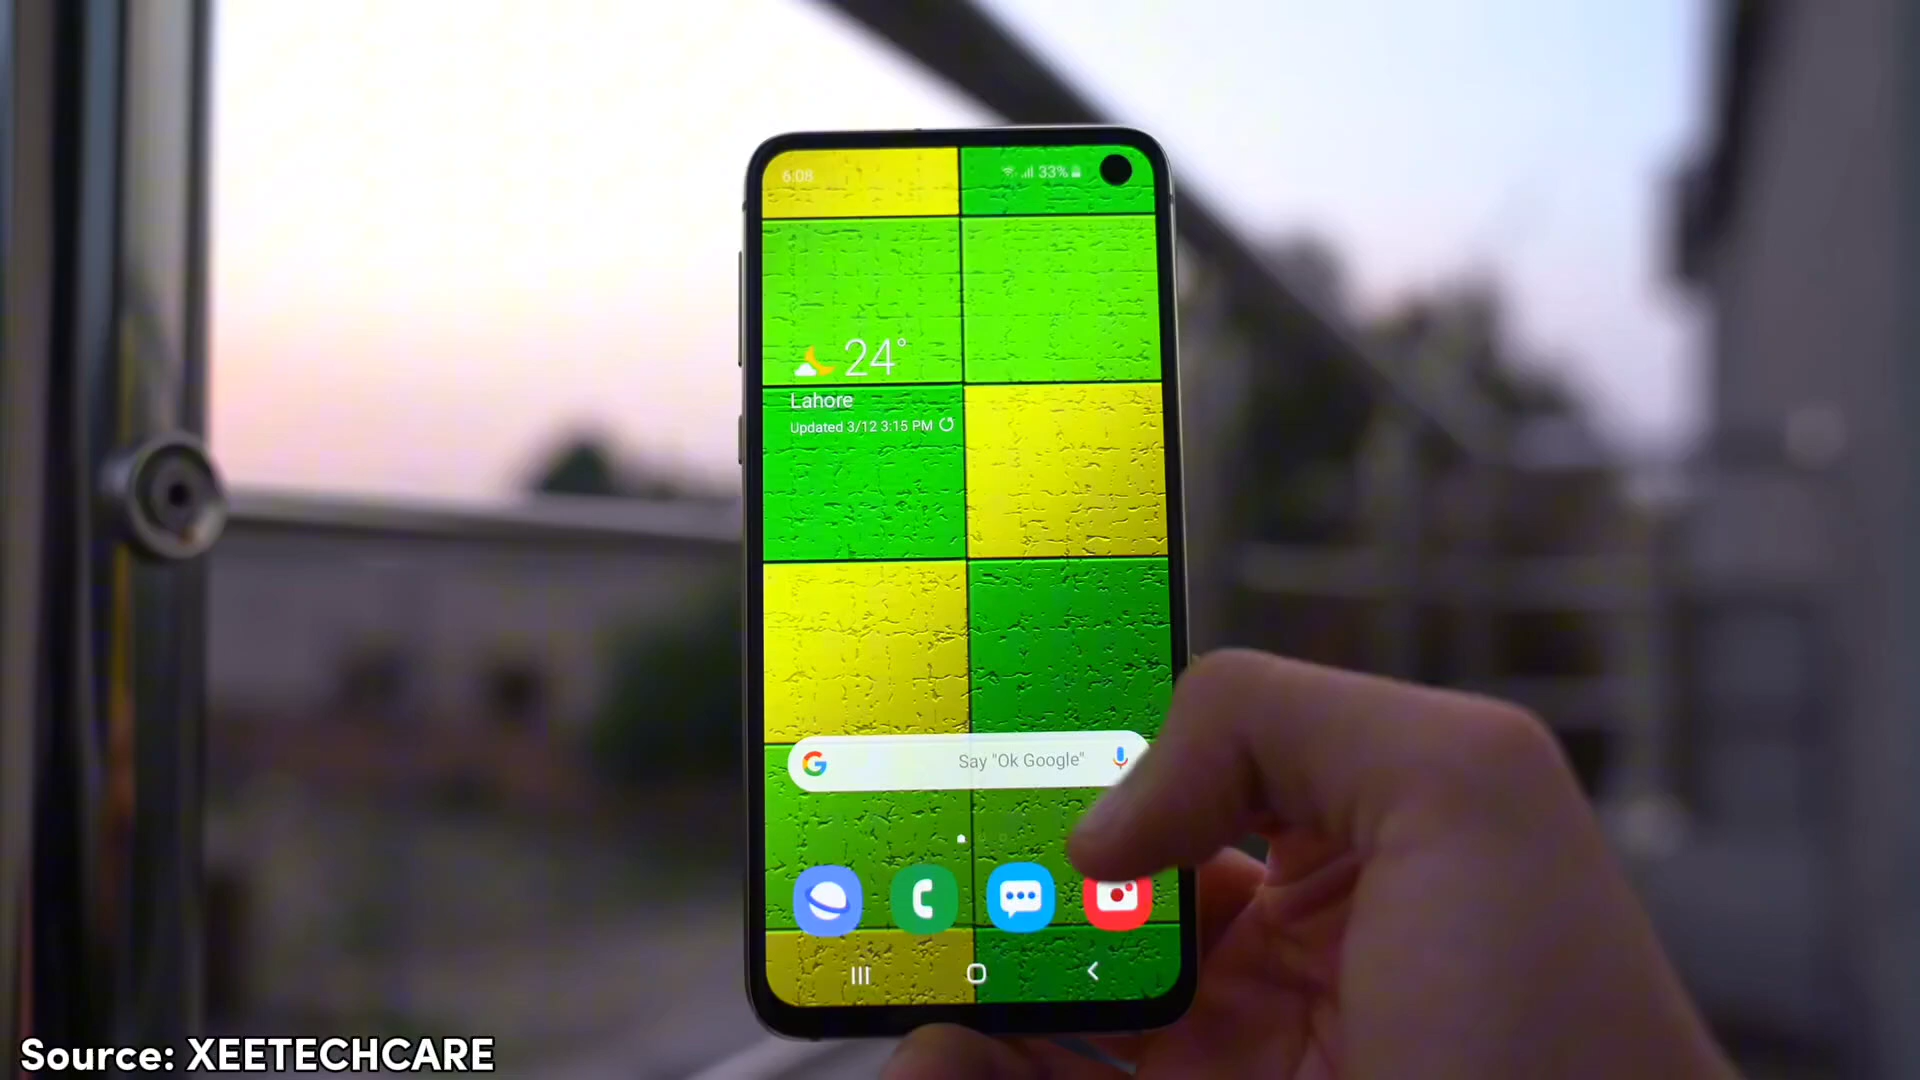 6:08
33%
24°
Lahore
Updated 3/12 3:15 PM
G Say "Ok Google"
Source: XEETECHCARE